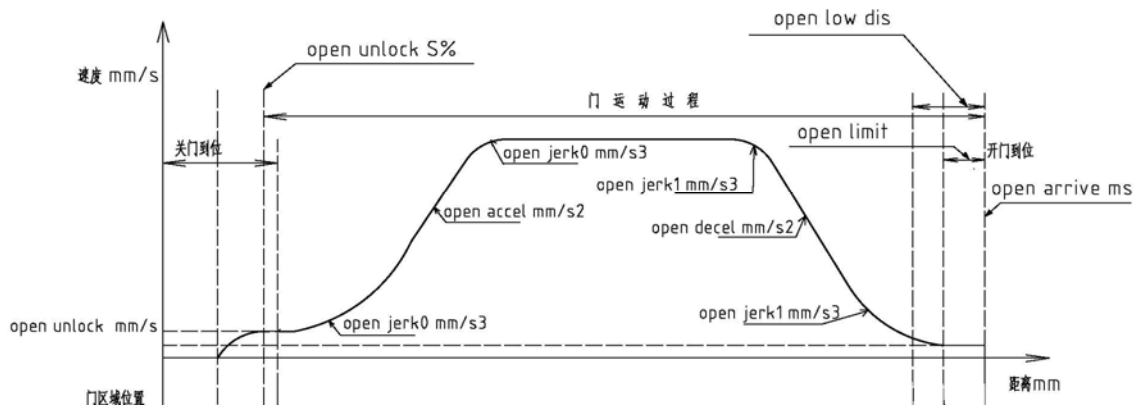 open low dis
open unlock S%
速度 mm/s
门 运 动 过 程
关门到位
open limit
开门到位
open jerk0 mm/s3
open jerk1 mm/s3
open arrive ms
open accel mm/s2
open decel mm/s2
open unlock mm/s
open jerk0 mm/s3
open jerk1 mm/s3
门区域位置
距离mm